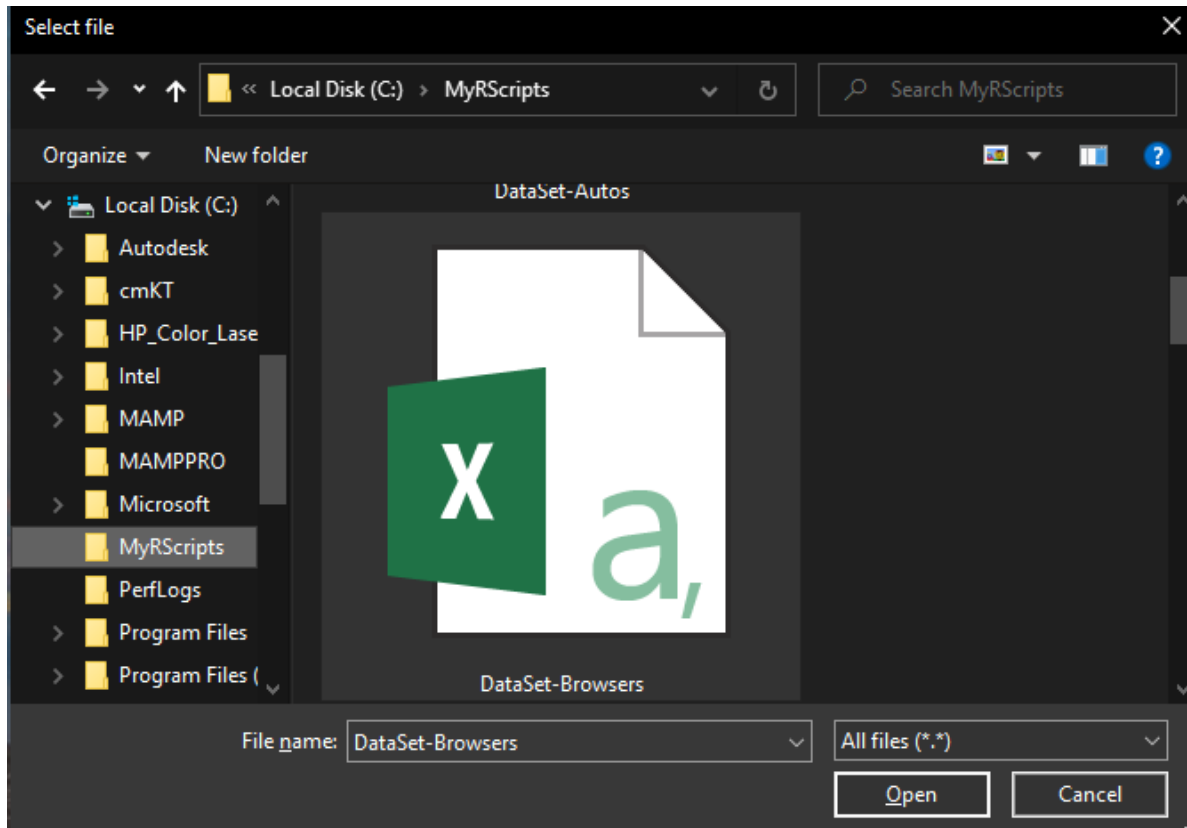 Select file
« Local Disk (C:) › MyRScripts
Search MyRScripts
Organize
New folder
?
Local Disk (C:)
Autodesk
cmKT
HP_Color_Lase
Intel
MAMP
MAMPPRO
Microsoft
MyRScripts
PerfLogs
Program Files
Program Files (
DataSet-Autos
X
a,
DataSet-Browsers
File name: DataSet-Browsers
All files (*.*)
Open
Cancel